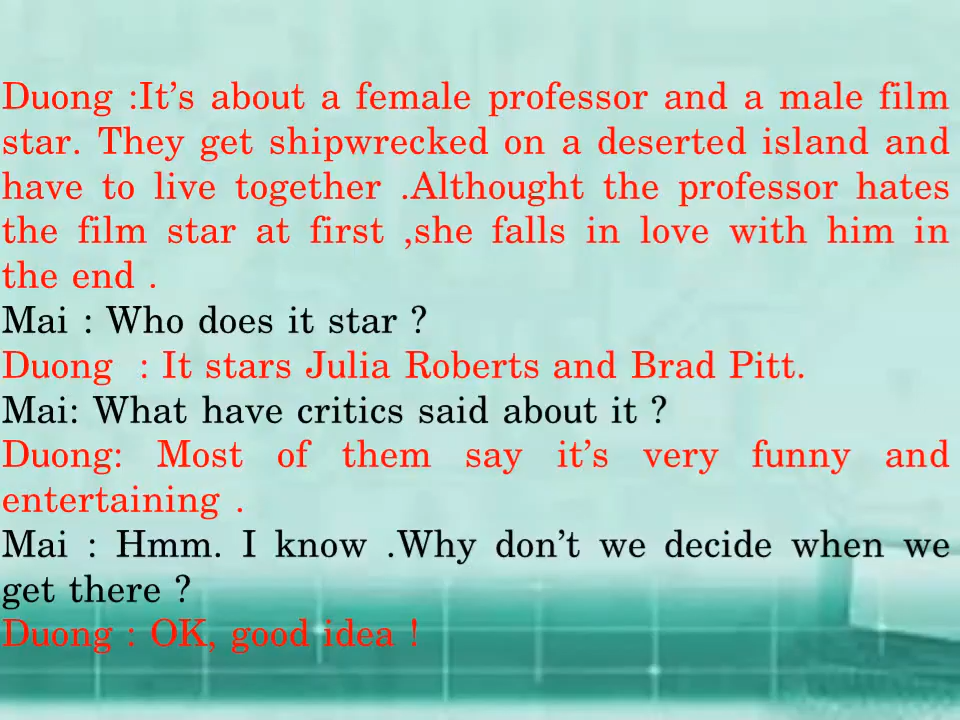 Duong :It’s about a female professor and a male film
star. They get shipwrecked on a deserted island and
have to live together .Althought the professor hates
the film star at first ,she falls in love with him in
the end .
Mai : Who does it star ?
Duong : It stars Julia Roberts and Brad Pitt.
Mai: What have critics said about it ?
Duong: Most of them say it’s very funny and
entertaining .
Mai : Hmm. I know .Why don’t we decide when we
get there ?
Duong : OK, good idea !